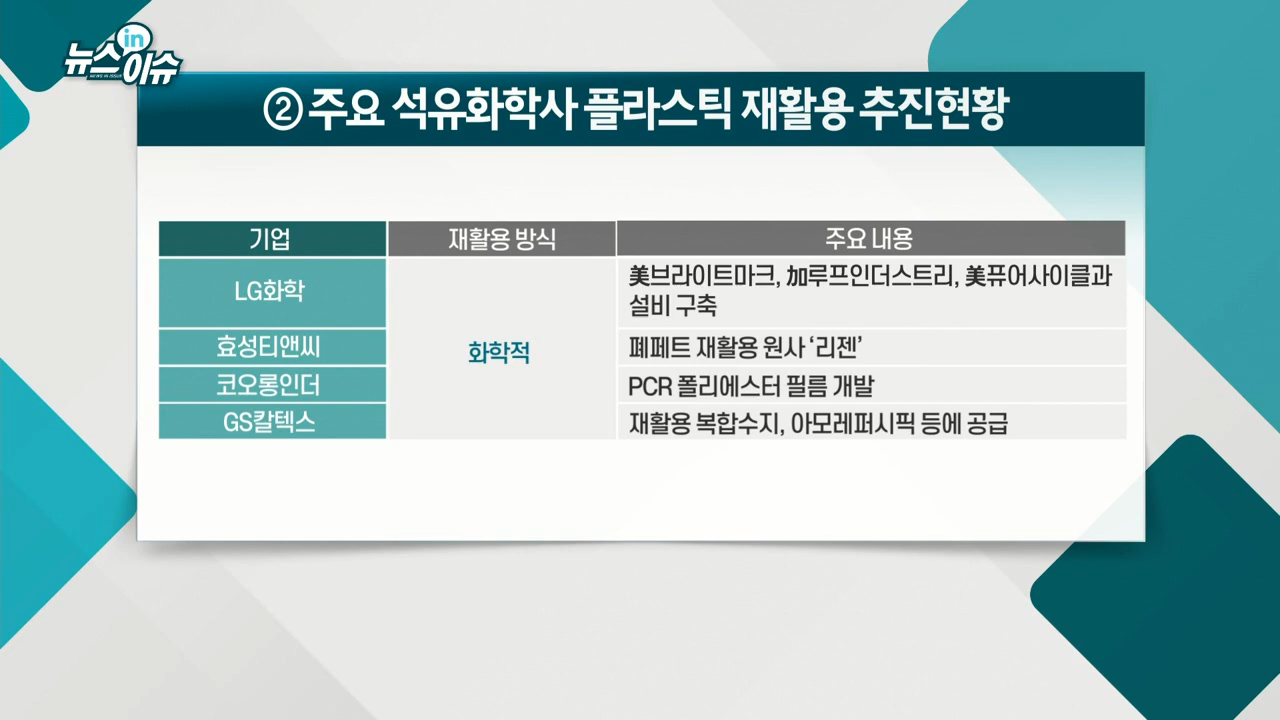 뉴스in이슈
NEWS IN ISSUE
② 주요 석유화학사 플라스틱 재활용 추진현황
기업 재활용 방식 주요 내용
LG화학 美브라이트마크, 加루프인더스트리, 美퓨어사이클과
설비 구축
화학적
효성티앤씨 폐페트 재활용 원사 ‘리젠’
코오롱인더 PCR 폴리에스터 필름 개발
GS칼텍스 재활용 복합수지, 아모레퍼시픽 등에 공급